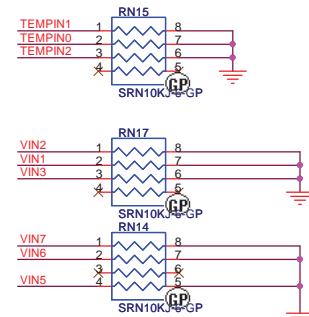 RN15
TEMPIN1 1 8
TEMPIN0 2 7
TEMPIN2 3 6
4 5
GP
SRN10KJ-6-GP
RN17
VIN2 1 8
VIN1 2 7
VIN3 3 6
4 5
GP
SRN10KJ-6-GP
RN14
VIN7 1 8
VIN6 2 7
3 6
VIN5 4 5
GP
SRN10KJ-6-GP